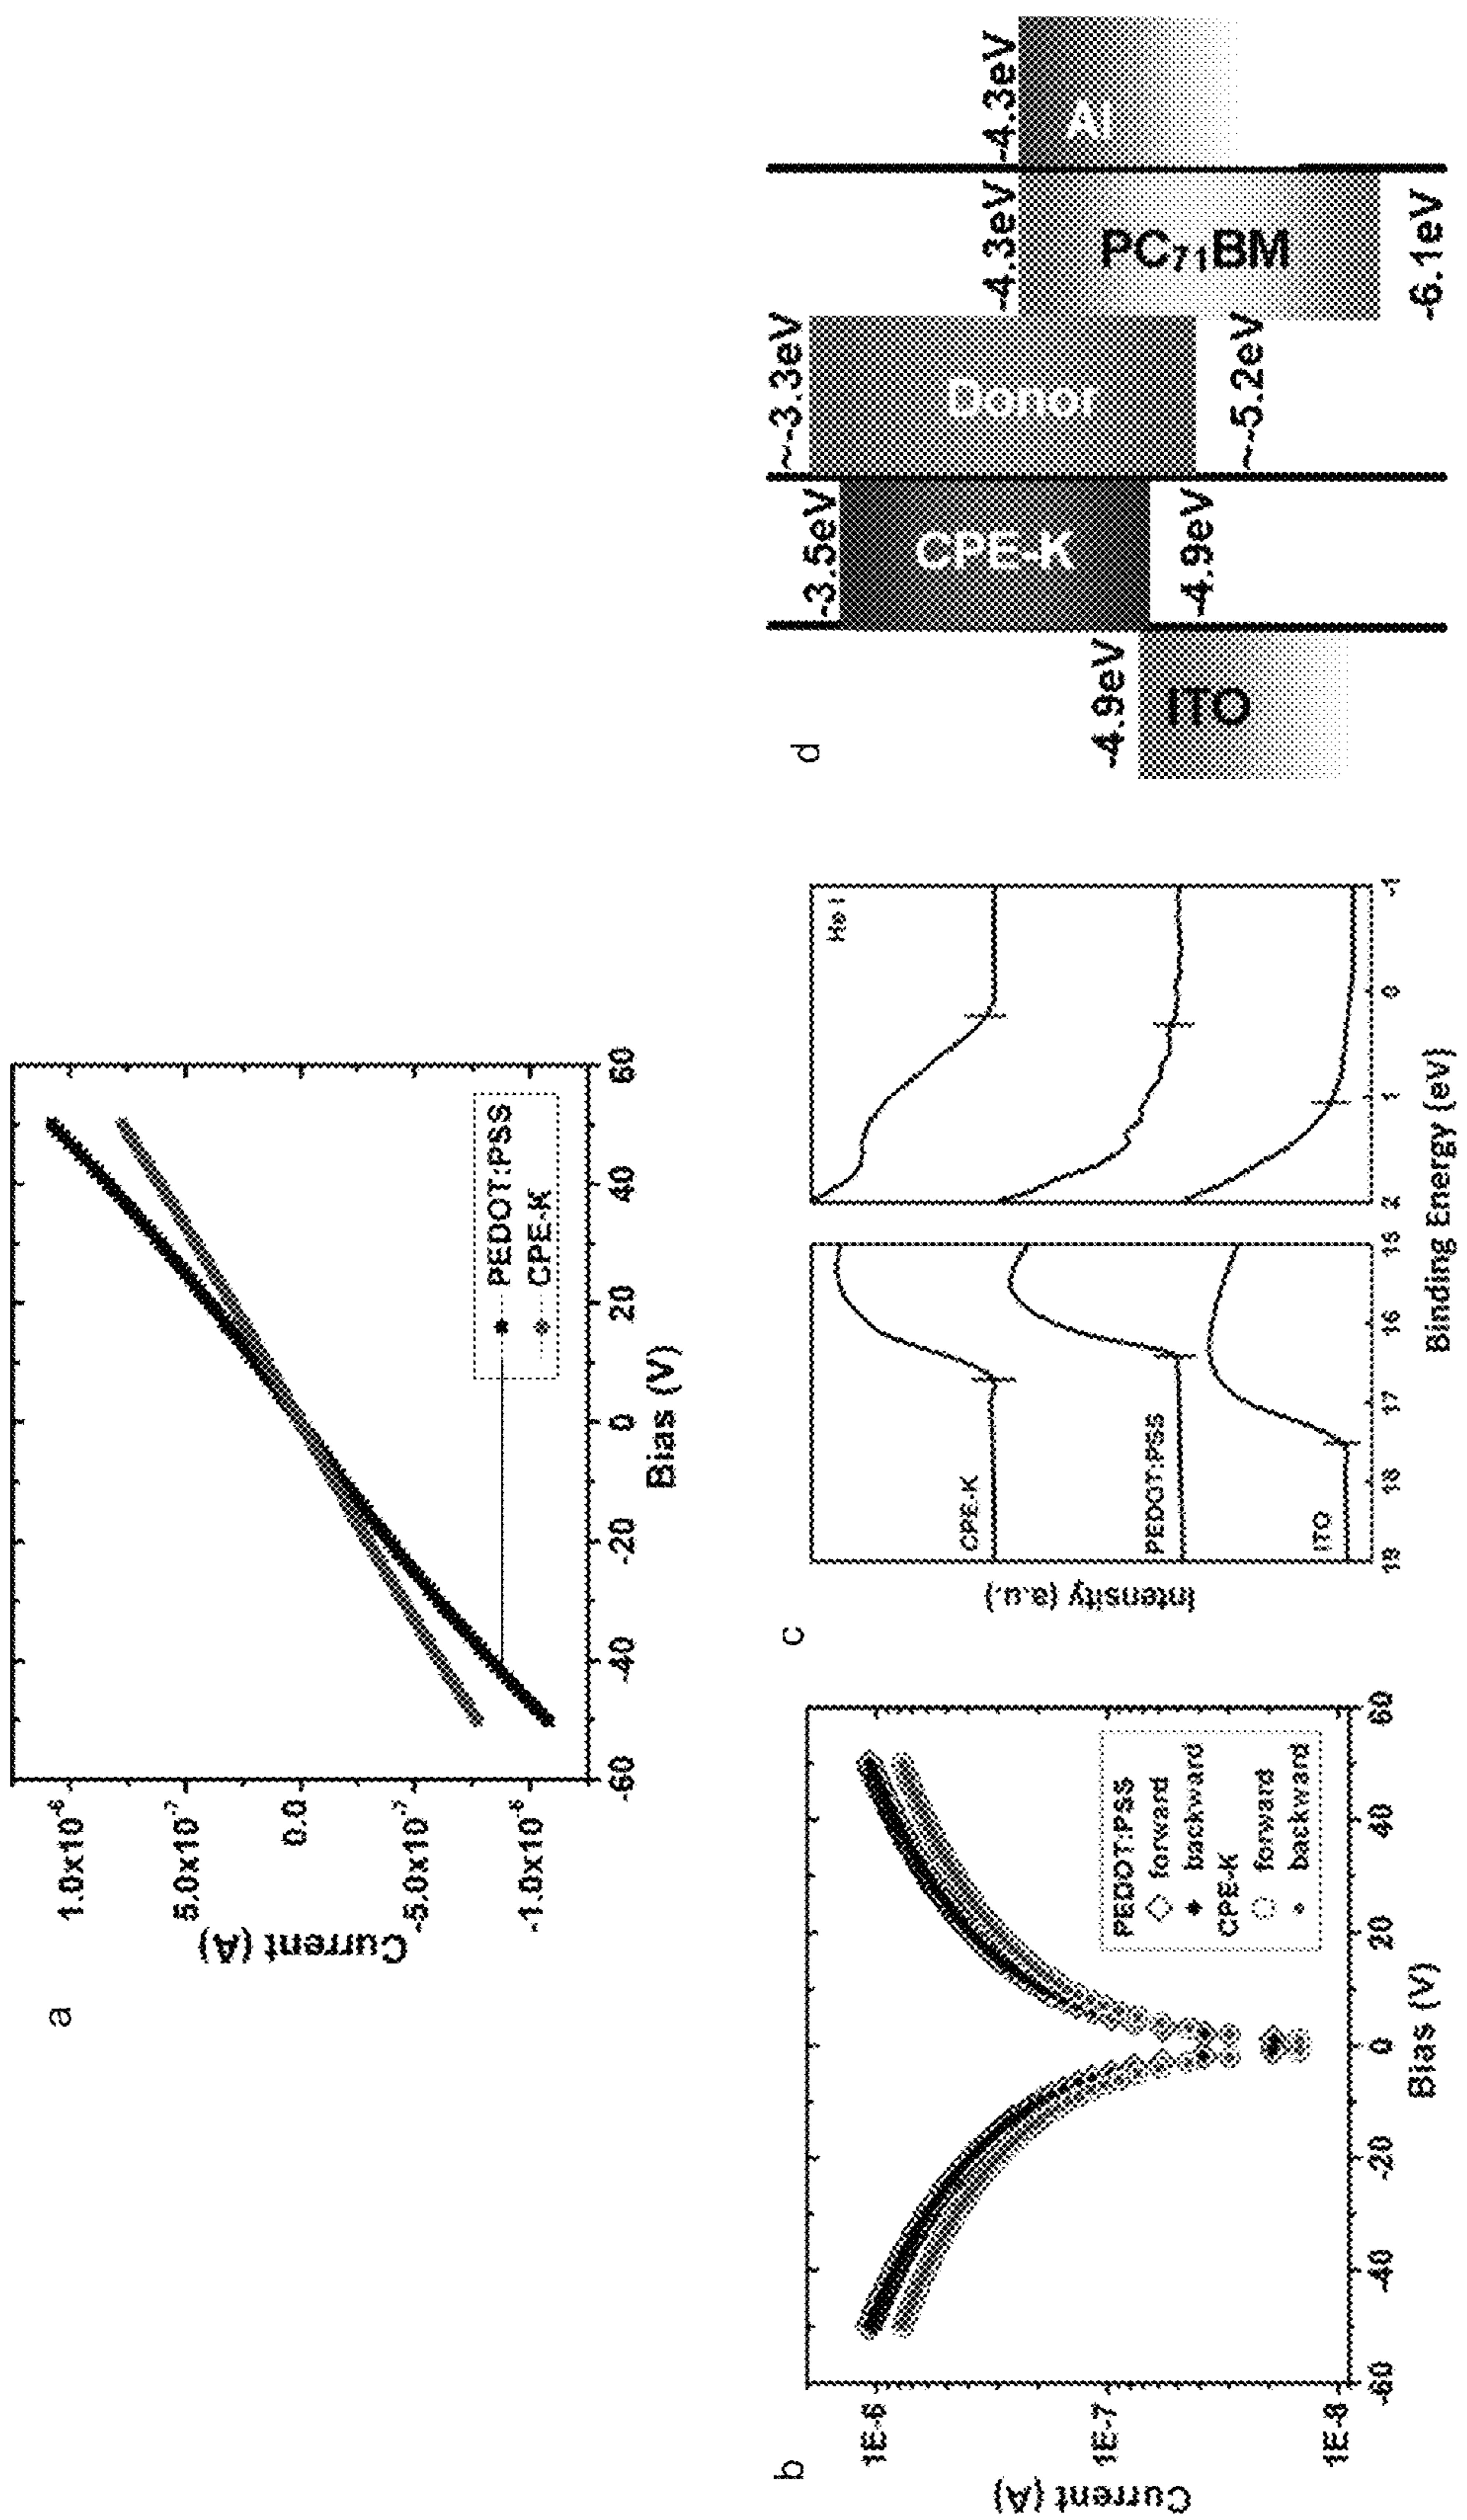 a
Current (A)
1.0x10⁻⁶
5.0x10⁻⁷
0.0
-5.0x10⁻⁷
-1.0x10⁻⁶
-60
-40
-20
0
20
40
60
Bias (V)
PEDOT:PSS
CPE-K
b
Current (A)
1E-6
1E-7
1E-8
-60
-40
-20
0
20
40
60
Bias (V)
PEDOT:PSS
forward
backward
CPE-K
forward
backward
c
Intensity (a.u.)
He I
CPE-K
PEDOT:PSS
ITO
19
18
17
16
15
2
1
0
-1
Binding Energy (eV)
d
~-3.3eV
-3.5eV
-4.3eV
-4.3eV
-4.9eV
CPE-K
Donor
PC₇₁BM
Al
ITO
-4.9eV
~-5.2eV
-6.1eV